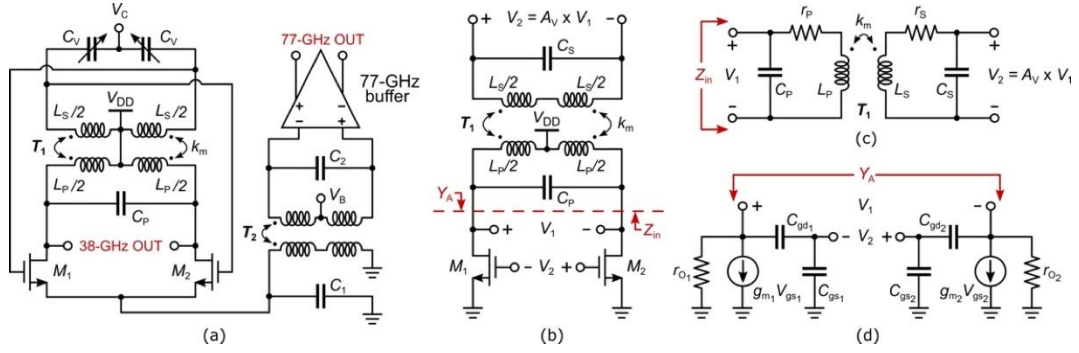 V_C
C_V C_V
L_S/2 L_S/2
V_DD
T_1 k_m
L_P/2 L_P/2
C_P
38-GHz OUT
M_1 M_2
77-GHz OUT
77-GHz
buffer
+ − − +
C_2
V_B
T_2
C_1
(a)
+ V_2 = A_V x V_1 −
C_S
L_S/2 L_S/2
T_1 V_DD k_m
L_P/2 L_P/2
Y_A C_P
+ V_1 − Z_in
M_1 − V_2 + M_2
(b)
r_P k_m r_S
Z_in + +
V_1 C_P L_P L_S C_S V_2 = A_V x V_1
− T_1 −
(c)
Y_A
+ C_gd1 V_1 C_gd2 −
− V_2 +
r_O1 g_m1V_gs1 C_gs1 C_gs2 g_m2V_gs2 r_O2
(d)